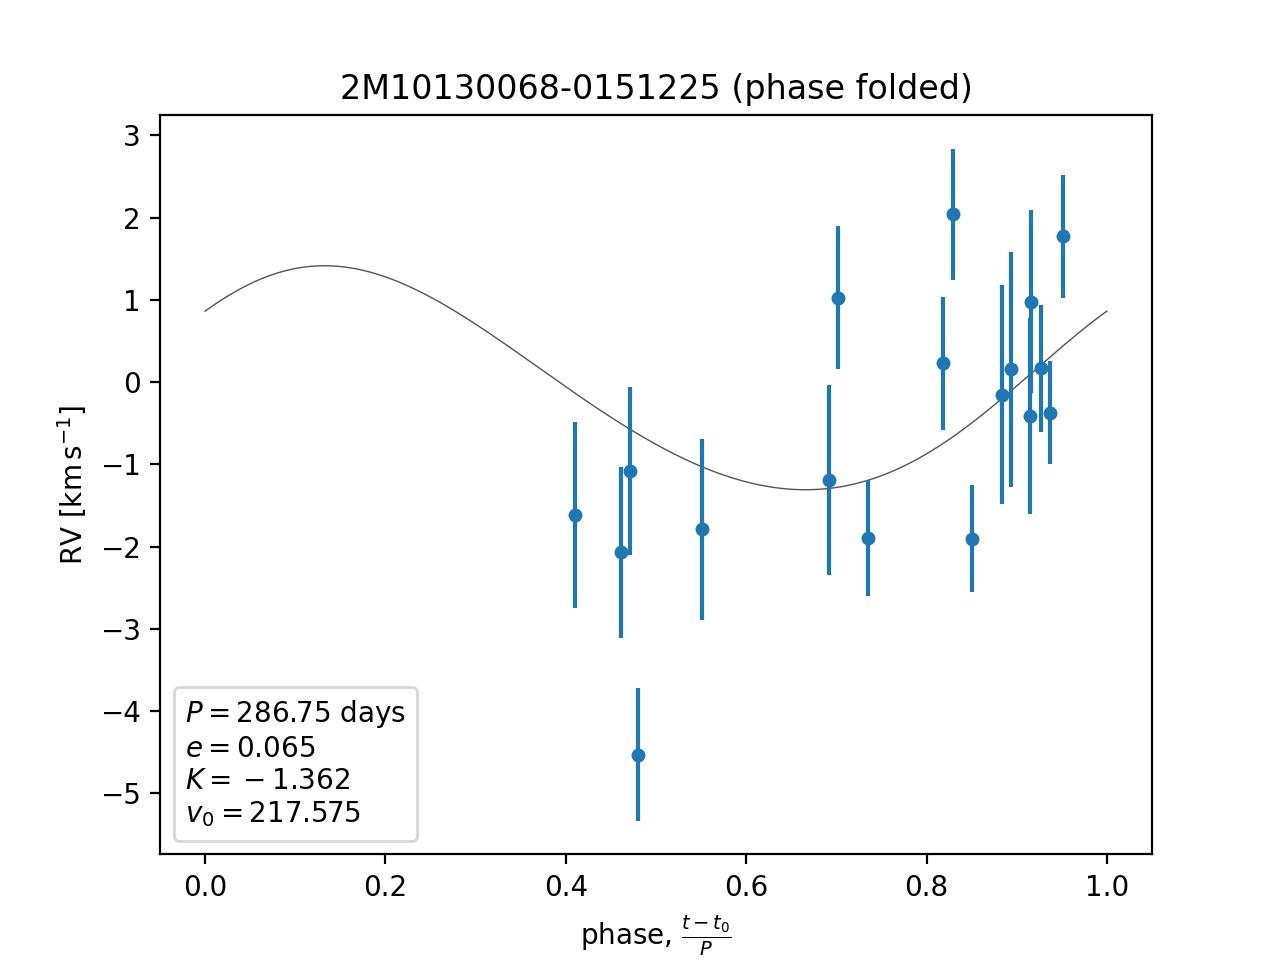 2M10130068-0151225 (phase folded)
RV [km s⁻¹]
3
2
1
0
−1
−2
−3
−4
−5
P = 286.75 days
e = 0.065
K = −1.362
v₀ = 217.575
0.0 0.2 0.4 0.6 0.8 1.0
phase, (t − t₀)/P